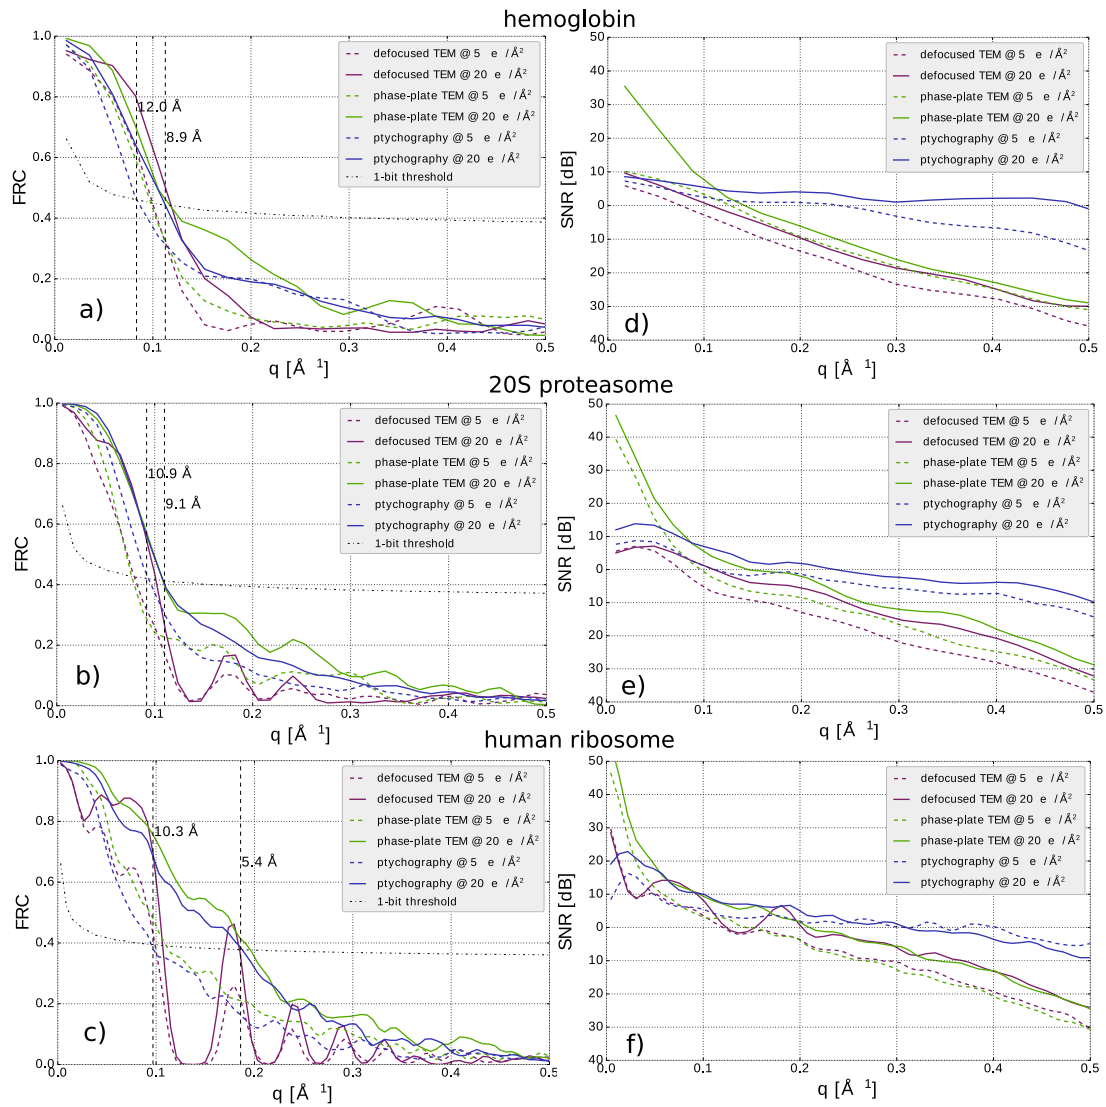 hemoglobin
1.0
0.8
0.6
0.4
0.2
0.0
FRC
0.0
0.1
0.2
0.3
0.4
0.5
q [Å ⁻¹]
12.0 Å
8.9 Å
defocused TEM @ 5 e /Å²
defocused TEM @ 20 e /Å²
phase-plate TEM @ 5 e /Å²
phase-plate TEM @ 20 e /Å²
ptychography @ 5 e /Å²
ptychography @ 20 e /Å²
1-bit threshold
a)
50
40
30
20
10
0
10
20
30
40
SNR [dB]
0.0
0.1
0.2
0.3
0.4
0.5
q [Å ⁻¹]
defocused TEM @ 5 e /Å²
defocused TEM @ 20 e /Å²
phase-plate TEM @ 5 e /Å²
phase-plate TEM @ 20 e /Å²
ptychography @ 5 e /Å²
ptychography @ 20 e /Å²
d)
20S proteasome
1.0
0.8
0.6
0.4
0.2
0.0
FRC
0.0
0.1
0.2
0.3
0.4
0.5
q [Å ⁻¹]
10.9 Å
9.1 Å
defocused TEM @ 5 e /Å²
defocused TEM @ 20 e /Å²
phase-plate TEM @ 5 e /Å²
phase-plate TEM @ 20 e /Å²
ptychography @ 5 e /Å²
ptychography @ 20 e /Å²
1-bit threshold
b)
50
40
30
20
10
0
10
20
30
40
SNR [dB]
0.0
0.1
0.2
0.3
0.4
0.5
q [Å ⁻¹]
defocused TEM @ 5 e /Å²
defocused TEM @ 20 e /Å²
phase-plate TEM @ 5 e /Å²
phase-plate TEM @ 20 e /Å²
ptychography @ 5 e /Å²
ptychography @ 20 e /Å²
e)
human ribosome
1.0
0.8
0.6
0.4
0.2
0.0
FRC
0.0
0.1
0.2
0.3
0.4
0.5
q [Å ⁻¹]
10.3 Å
5.4 Å
defocused TEM @ 5 e /Å²
defocused TEM @ 20 e /Å²
phase-plate TEM @ 5 e /Å²
phase-plate TEM @ 20 e /Å²
ptychography @ 5 e /Å²
ptychography @ 20 e /Å²
1-bit threshold
c)
50
40
30
20
10
0
10
20
30
40
SNR [dB]
0.0
0.1
0.2
0.3
0.4
0.5
q [Å ⁻¹]
defocused TEM @ 5 e /Å²
defocused TEM @ 20 e /Å²
phase-plate TEM @ 5 e /Å²
phase-plate TEM @ 20 e /Å²
ptychography @ 5 e /Å²
ptychography @ 20 e /Å²
f)